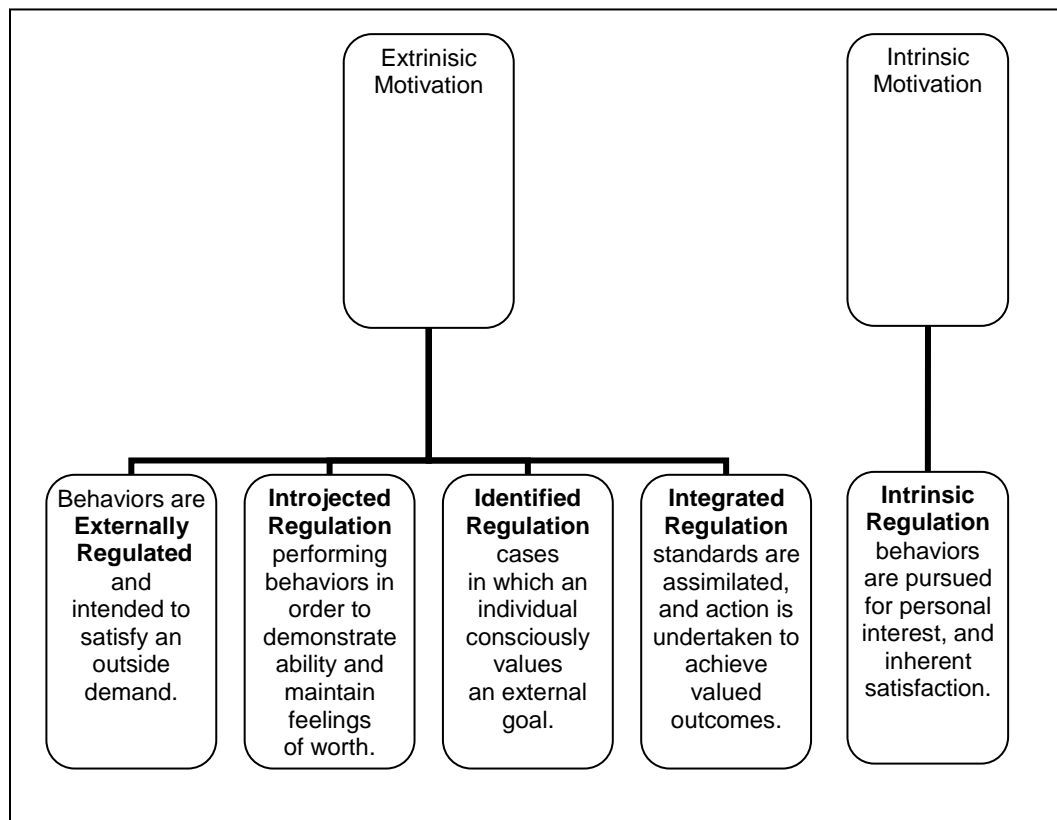 Extrinisic
Motivation
Intrinsic
Motivation
Behaviors are
Externally
Regulated
and
intended to
satisfy an
outside
demand.
Introjected
Regulation
performing
behaviors in
order to
demonstrate
ability and
maintain
feelings
of worth.
Identified
Regulation
cases
in which an
individual
consciously
values
an external
goal.
Integrated
Regulation
standards are
assimilated,
and action is
undertaken to
achieve
valued
outcomes.
Intrinsic
Regulation
behaviors
are pursued
for personal
interest, and
inherent
satisfaction.